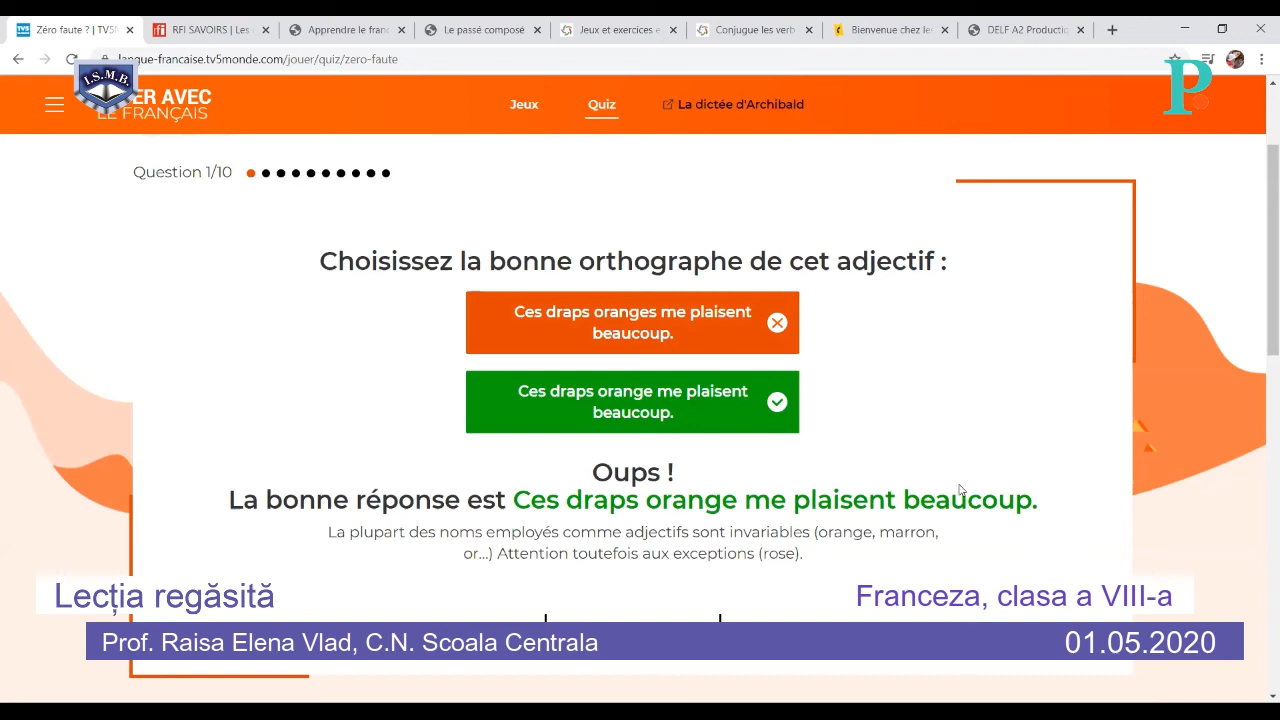 Zéro faute ? | TV5
RFI SAVOIRS | Les
Apprendre le fran
Le passé composé
Jeux et exercices e
Conjugue les verb
Bienvenue chez le
DELF A2 Productio
langue-francaise.tv5monde.com/jouer/quiz/zero-faute
I.S.M.B.
ER AVEC
LE FRANÇAIS
Jeux
Quiz
La dictée d'Archibald
P
Question 1/10
Choisissez la bonne orthographe de cet adjectif :
Ces draps oranges me plaisent
beaucoup.
Ces draps orange me plaisent
beaucoup.
Oups !
La bonne réponse est Ces draps orange me plaisent beaucoup.
La plupart des noms employés comme adjectifs sont invariables (orange, marron,
or...) Attention toutefois aux exceptions (rose).
Lecția regăsită
Franceza, clasa a VIII-a
Prof. Raisa Elena Vlad, C.N. Scoala Centrala
01.05.2020